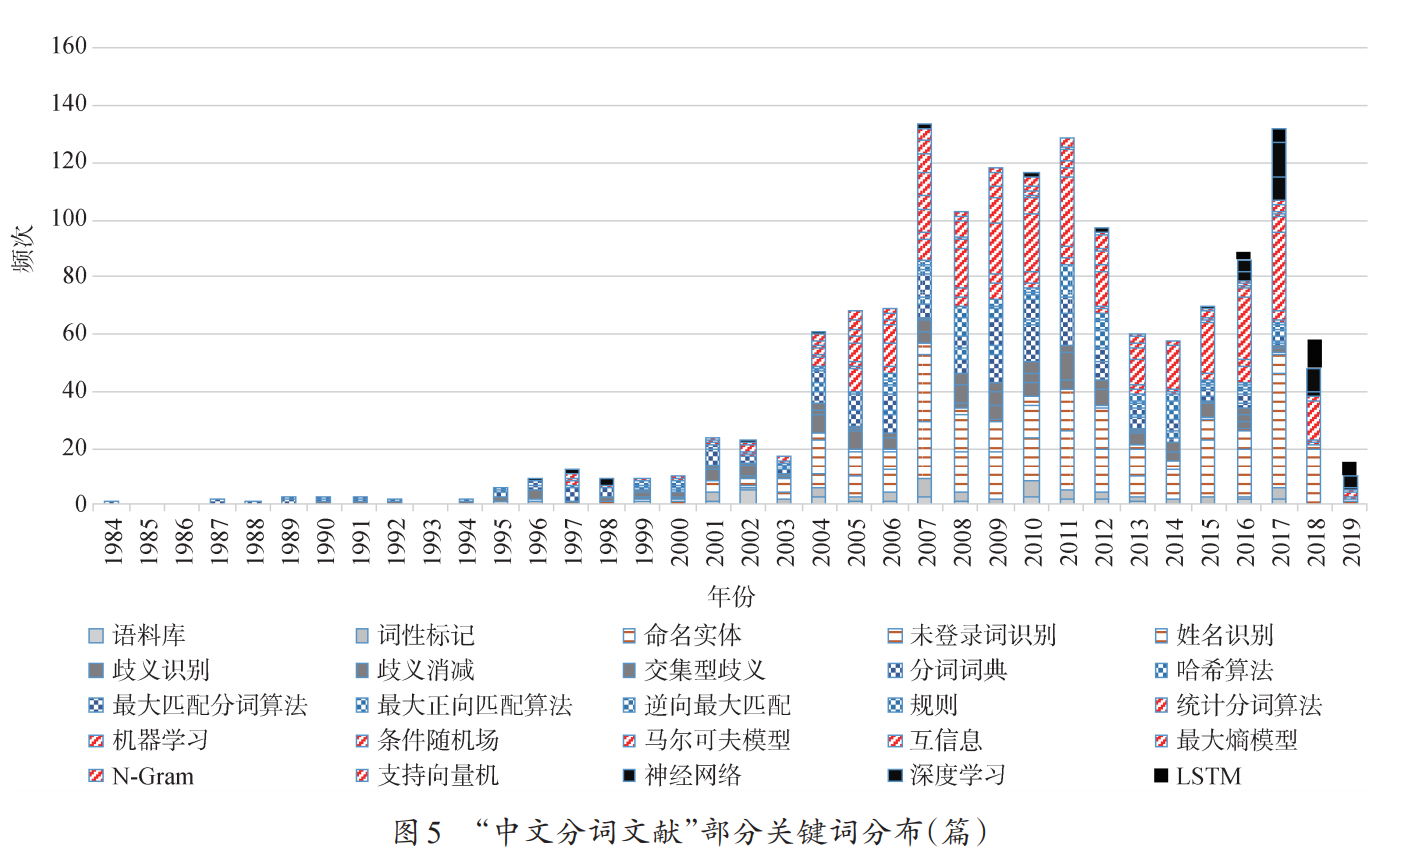 160
140
120
100
80
60
40
20
0
频次
1984 1985 1986 1987 1988 1989 1990 1991 1992 1993 1994 1995 1996 1997 1998 1999 2000 2001 2002 2003 2004 2005 2006 2007 2008 2009 2010 2011 2012 2013 2014 2015 2016 2017 2018 2019
年份
语料库 词性标记 命名实体 未登录词识别 姓名识别
歧义识别 歧义消减 交集型歧义 分词词典 哈希算法
最大匹配分词算法 最大正向匹配算法 逆向最大匹配 规则 统计分词算法
机器学习 条件随机场 马尔可夫模型 互信息 最大熵模型
N-Gram 支持向量机 神经网络 深度学习 LSTM
图5 “中文分词文献”部分关键词分布(篇)